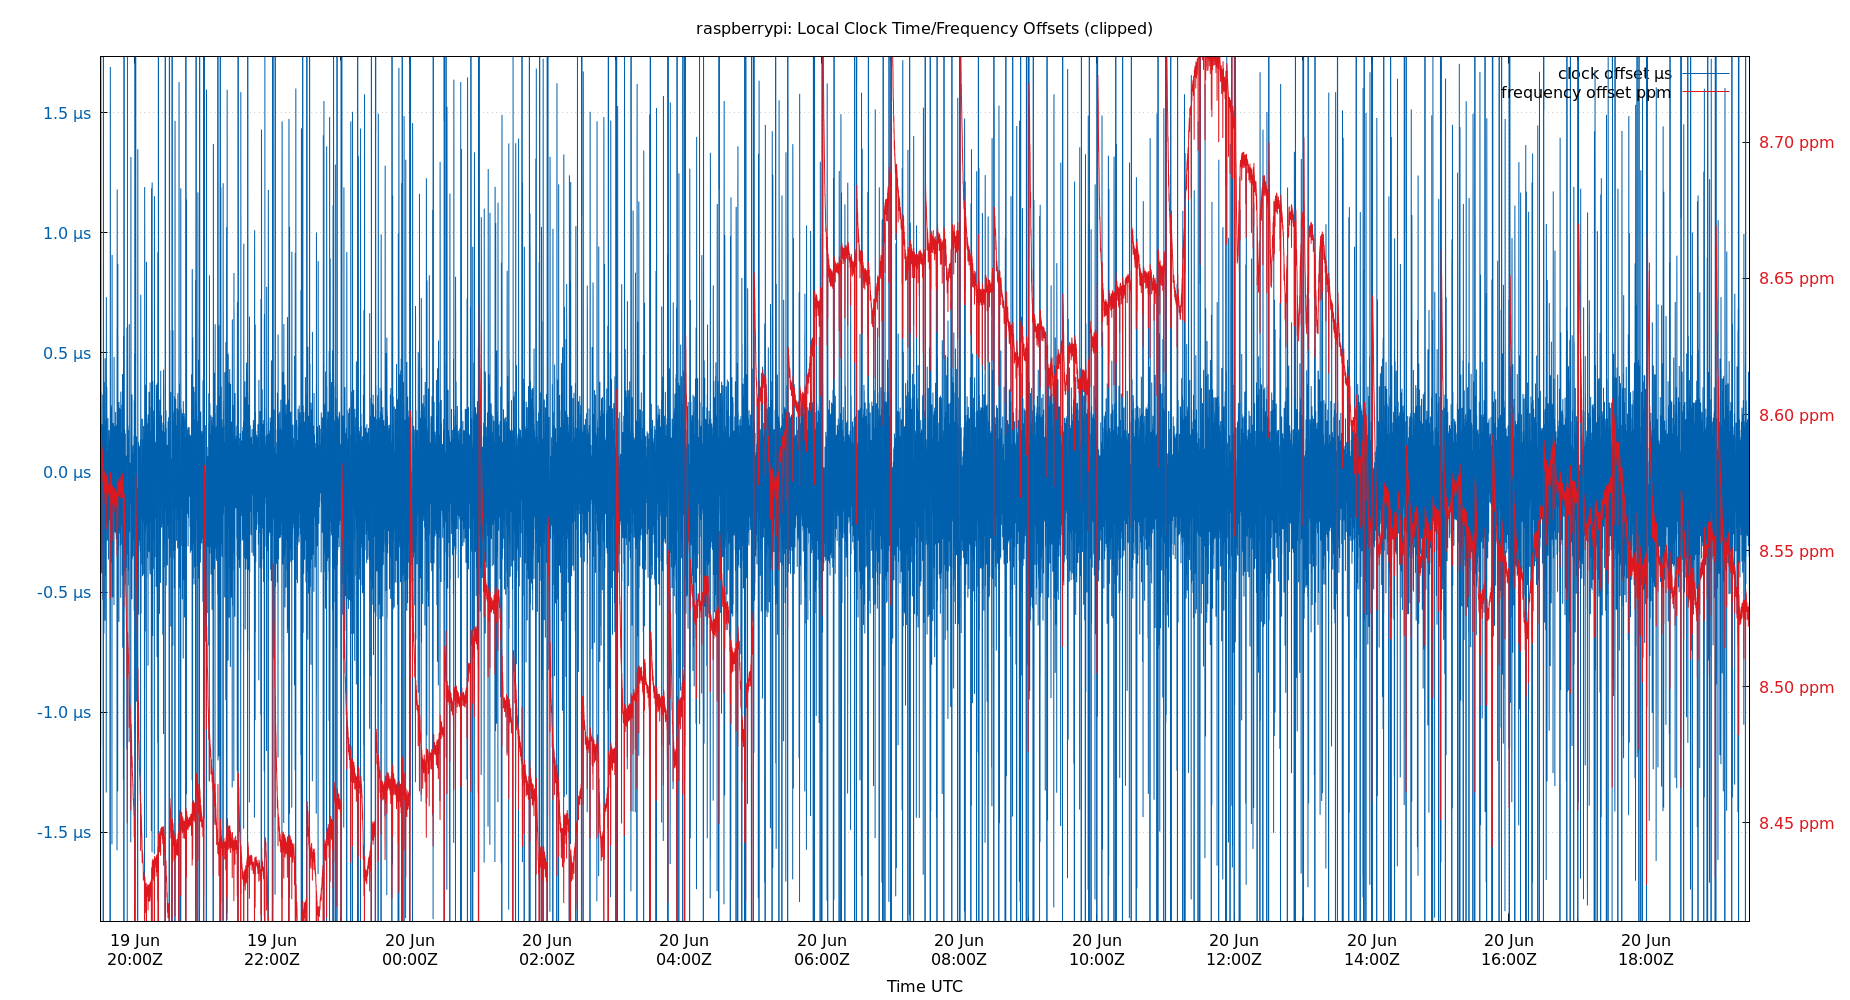 raspberrypi: Local Clock Time/Frequency Offsets (clipped)
clock offset µs
frequency offset ppm
1.5 µs
1.0 µs
0.5 µs
0.0 µs
-0.5 µs
-1.0 µs
-1.5 µs
8.70 ppm
8.65 ppm
8.60 ppm
8.55 ppm
8.50 ppm
8.45 ppm
19 Jun
20:00Z
19 Jun
22:00Z
20 Jun
00:00Z
20 Jun
02:00Z
20 Jun
04:00Z
20 Jun
06:00Z
20 Jun
08:00Z
20 Jun
10:00Z
20 Jun
12:00Z
20 Jun
14:00Z
20 Jun
16:00Z
20 Jun
18:00Z
Time UTC